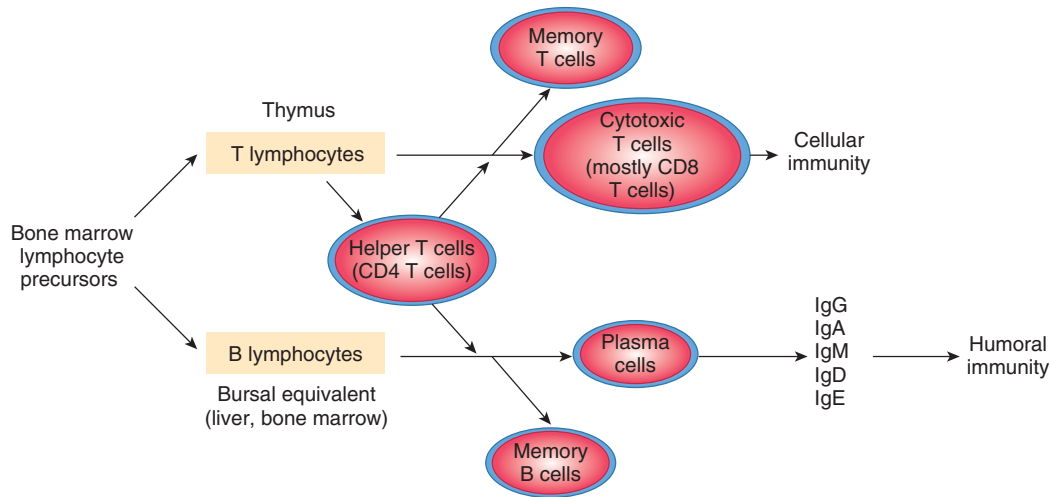 Memory
T cells
Thymus
T lymphocytes
Cytotoxic
T cells
(mostly CD8
T cells)
Cellular
immunity
Bone marrow
lymphocyte
precursors
Helper T cells
(CD4 T cells)
B lymphocytes
Bursal equivalent
(liver, bone marrow)
Plasma
cells
IgG
IgA
IgM
IgD
IgE
Humoral
immunity
Memory
B cells